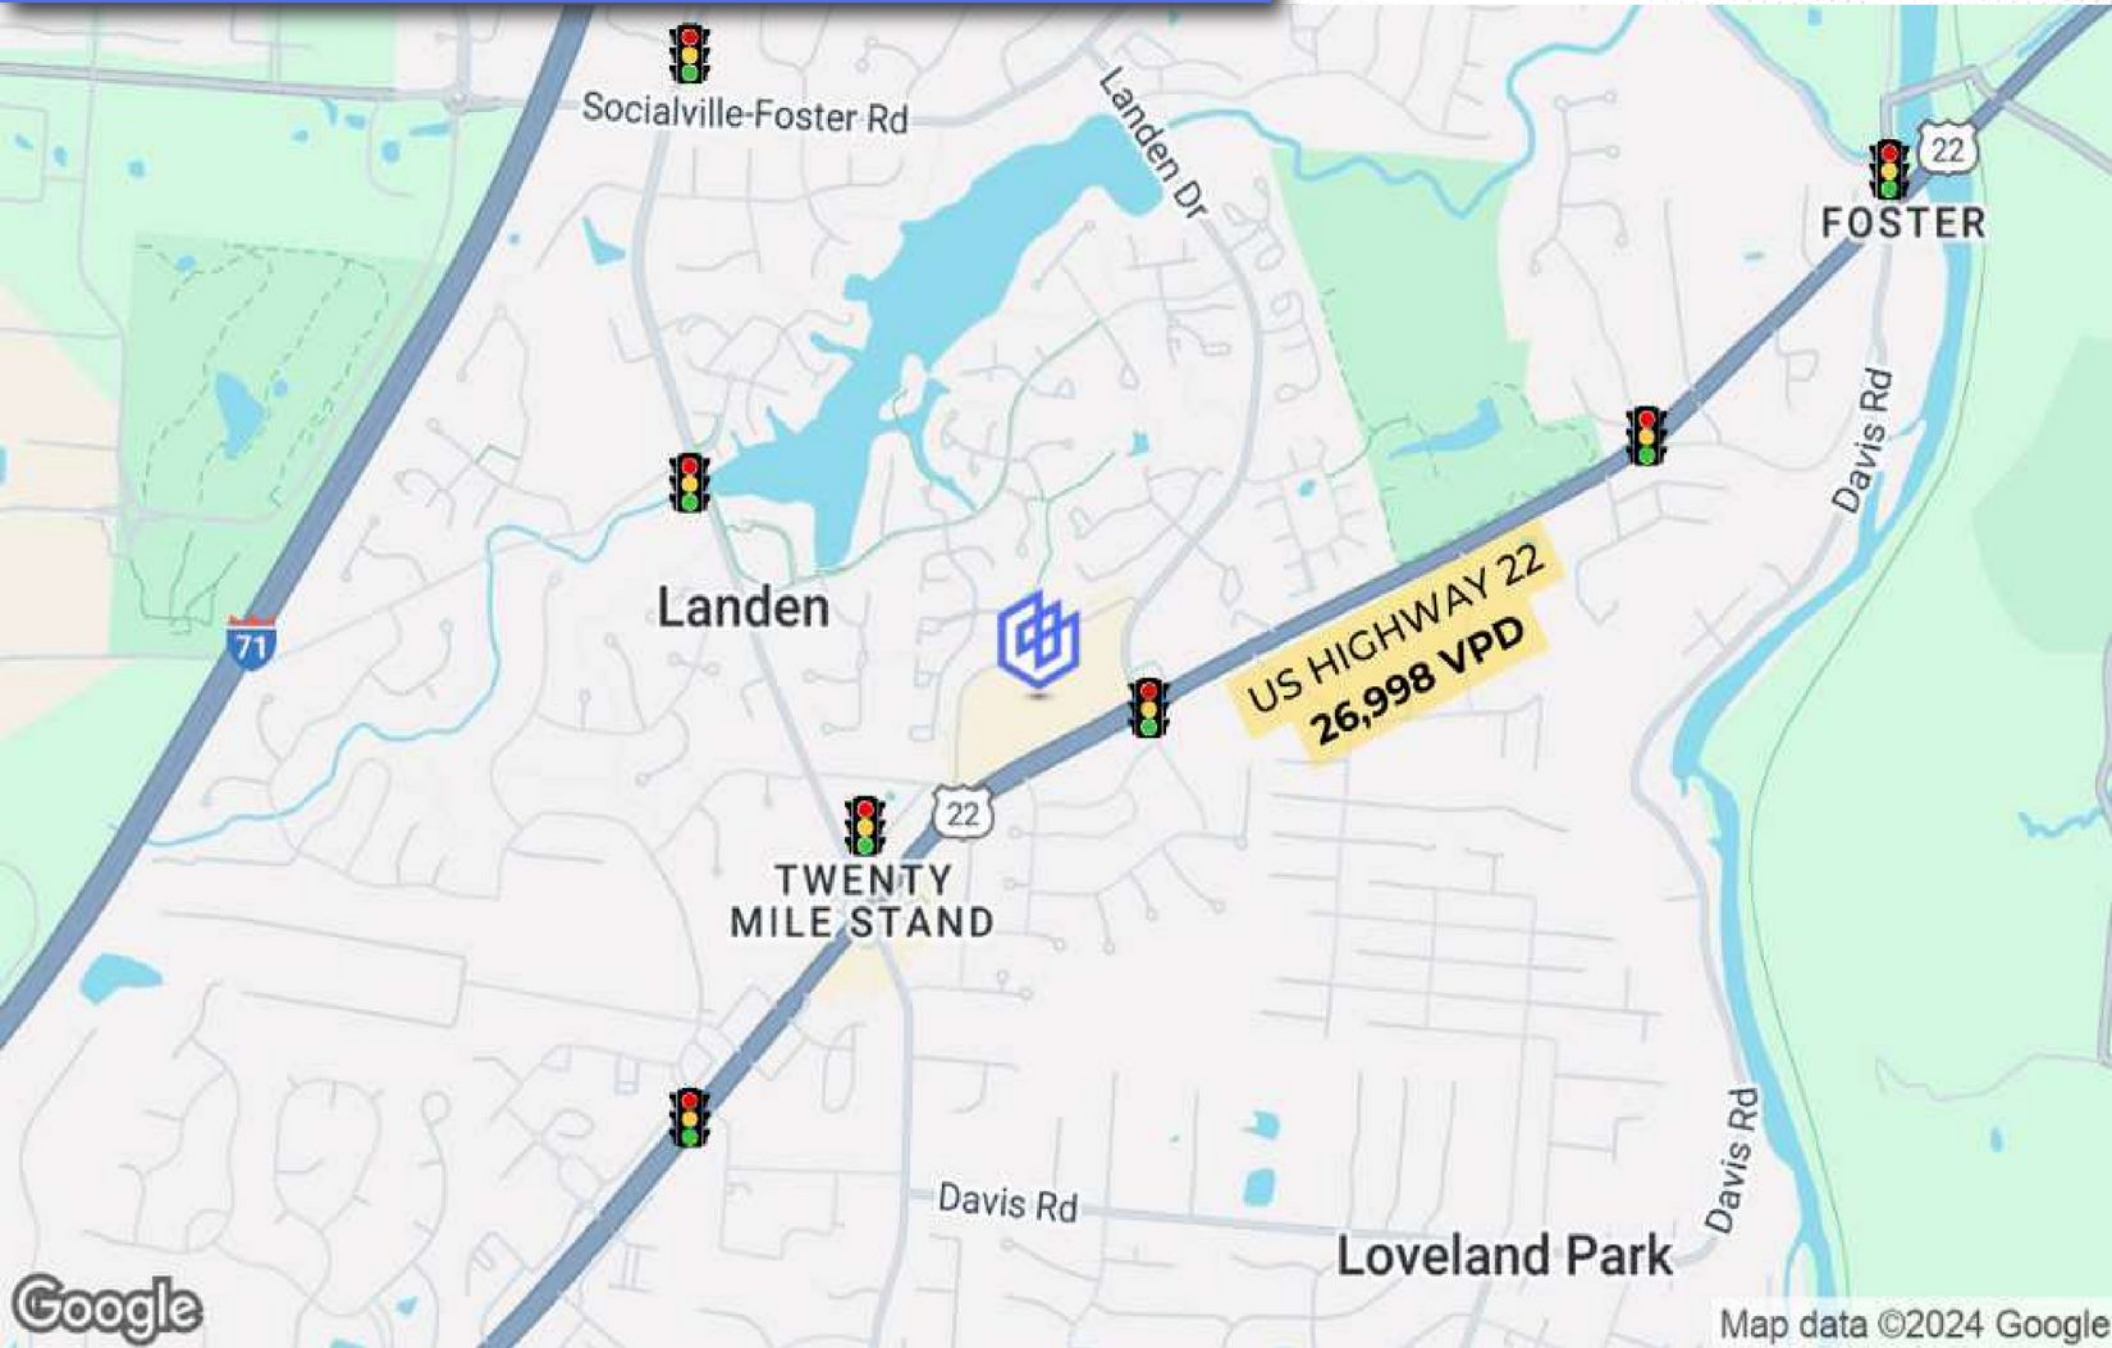 Socialville-Foster Rd
Landen Dr
22
FOSTER
Davis Rd
US HIGHWAY 22
26,998 VPD
Landen
71
22
TWENTY
MILE STAND
Davis Rd
Davis Rd
Loveland Park
Google
Map data ©2024 Google